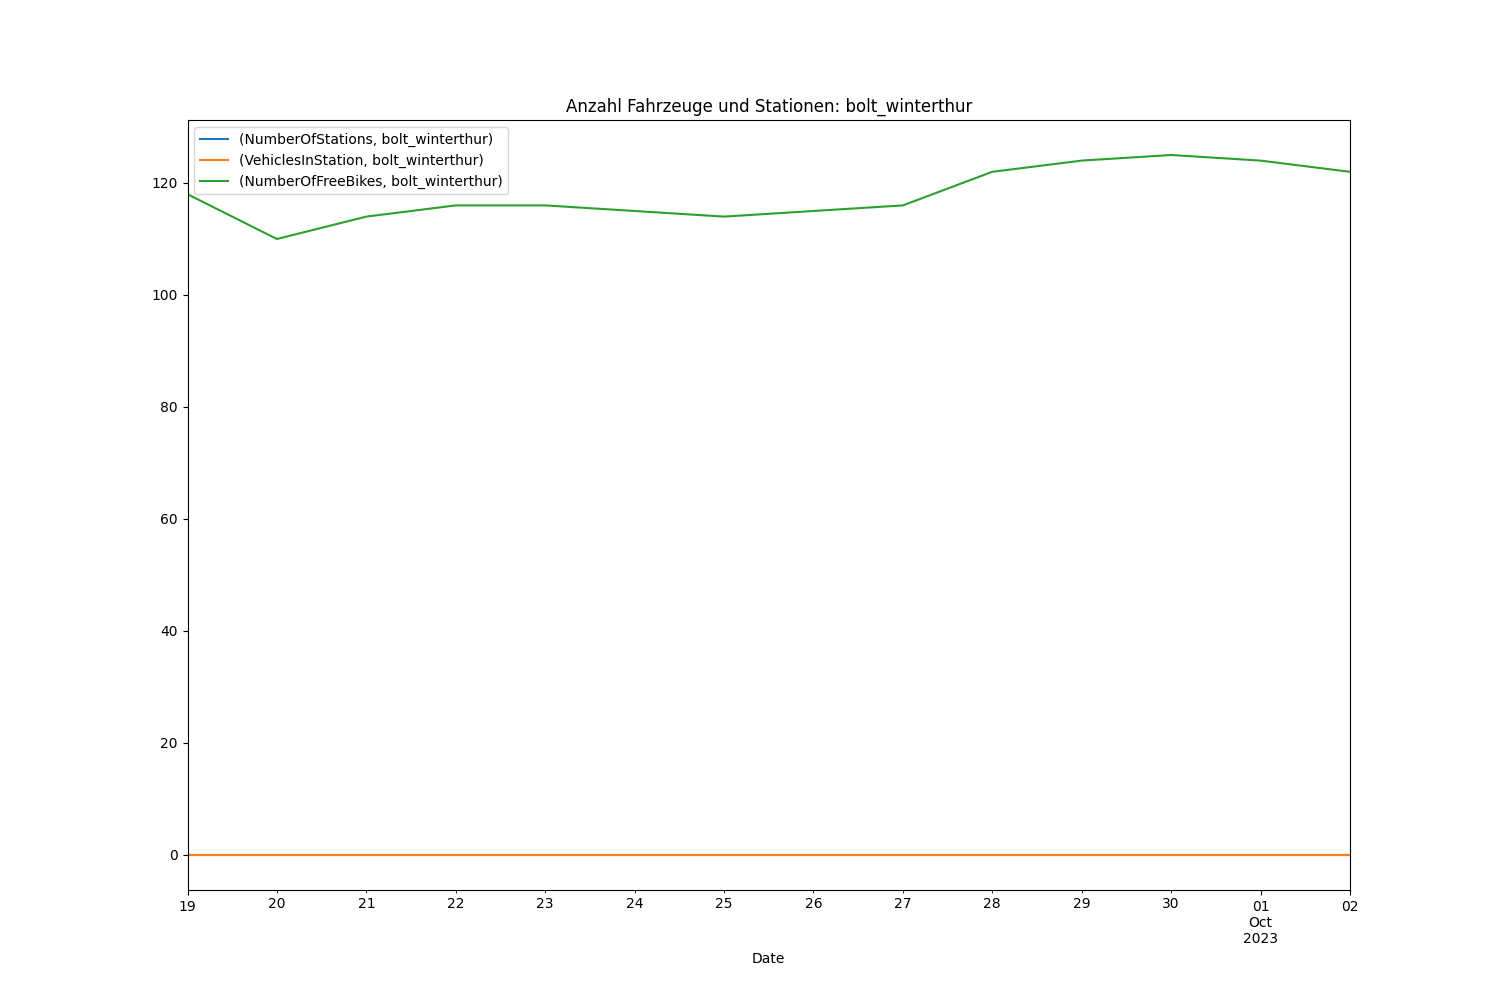 Anzahl Fahrzeuge und Stationen: bolt_winterthur
(NumberOfStations, bolt_winterthur)
(VehiclesInStation, bolt_winterthur)
(NumberOfFreeBikes, bolt_winterthur)
120
100
80
60
40
20
0
19 20 21 22 23 24 25 26 27 28 29 30 01 02
Oct
2023
Date